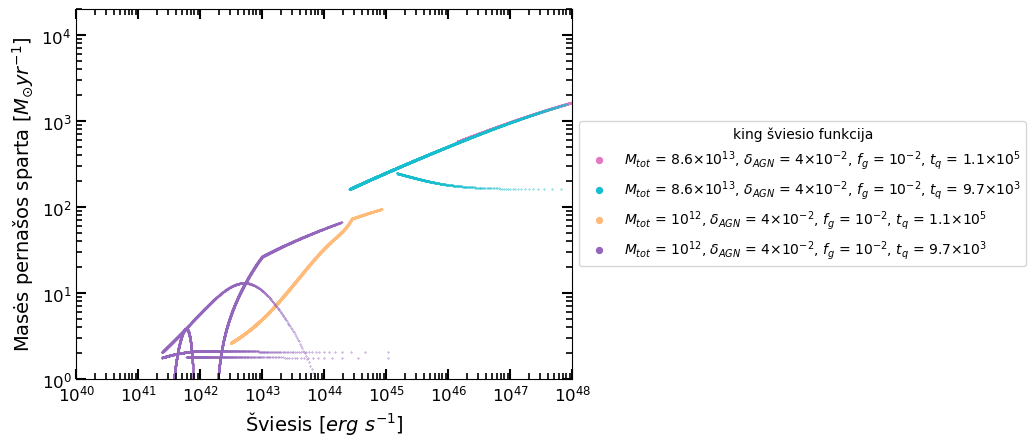 10⁴
10³
10²
10¹
10⁰
Masės pernašos sparta [M⊙yr⁻¹]
10⁴⁰ 10⁴¹ 10⁴² 10⁴³ 10⁴⁴ 10⁴⁵ 10⁴⁶ 10⁴⁷ 10⁴⁸
Šviesis [erg s⁻¹]
king šviesio funkcija
M_tot = 8.6×10¹³, δ_AGN = 4×10⁻², f_g = 10⁻², t_q = 1.1×10⁵
M_tot = 8.6×10¹³, δ_AGN = 4×10⁻², f_g = 10⁻², t_q = 9.7×10³
M_tot = 10¹², δ_AGN = 4×10⁻², f_g = 10⁻², t_q = 1.1×10⁵
M_tot = 10¹², δ_AGN = 4×10⁻², f_g = 10⁻², t_q = 9.7×10³